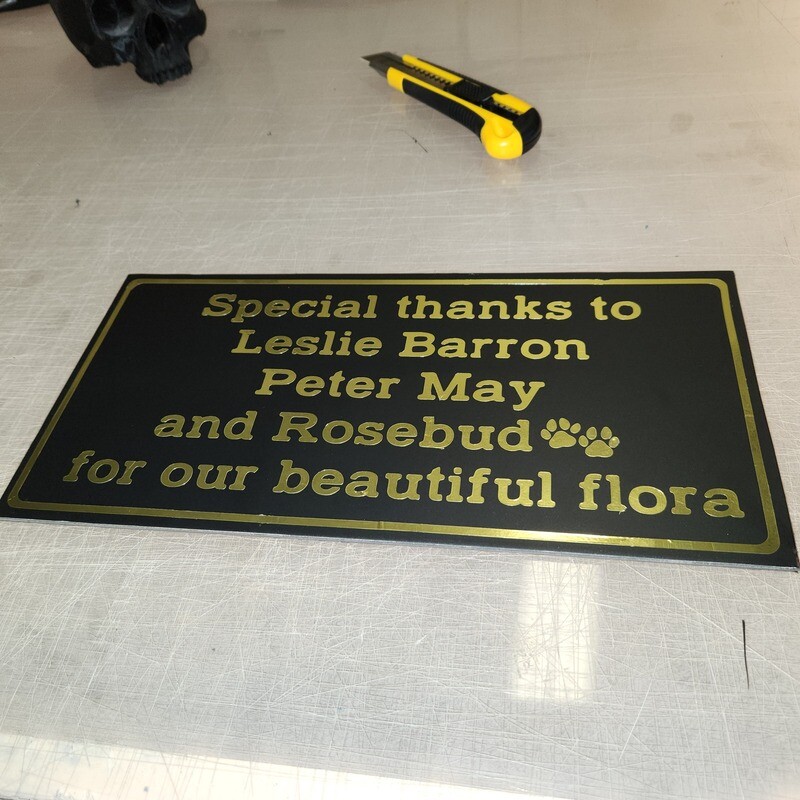 Special thanks to
Leslie Barron
Peter May
and Rosebud
for our beautiful flora